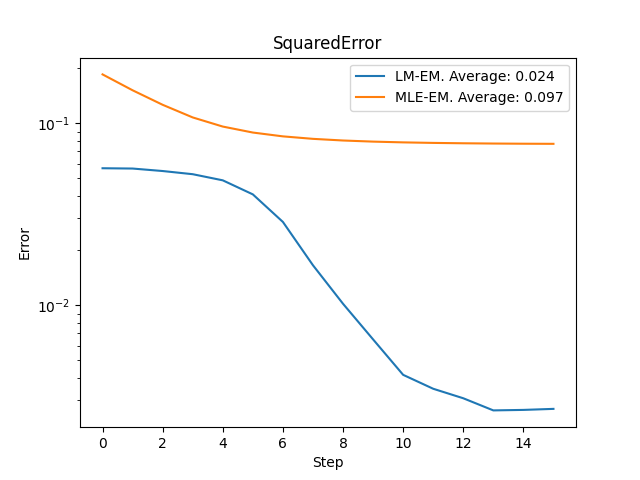 SquaredError
LM-EM. Average: 0.024
MLE-EM. Average: 0.097
Error
10⁻¹
10⁻²
0 2 4 6 8 10 12 14
Step